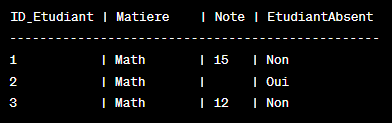 ID_Etudiant | Matiere    | Note | EtudiantAbsent
-------------------------------------------------
1           | Math       | 15   | Non
2           | Math       |      | Oui
3           | Math       | 12   | Non